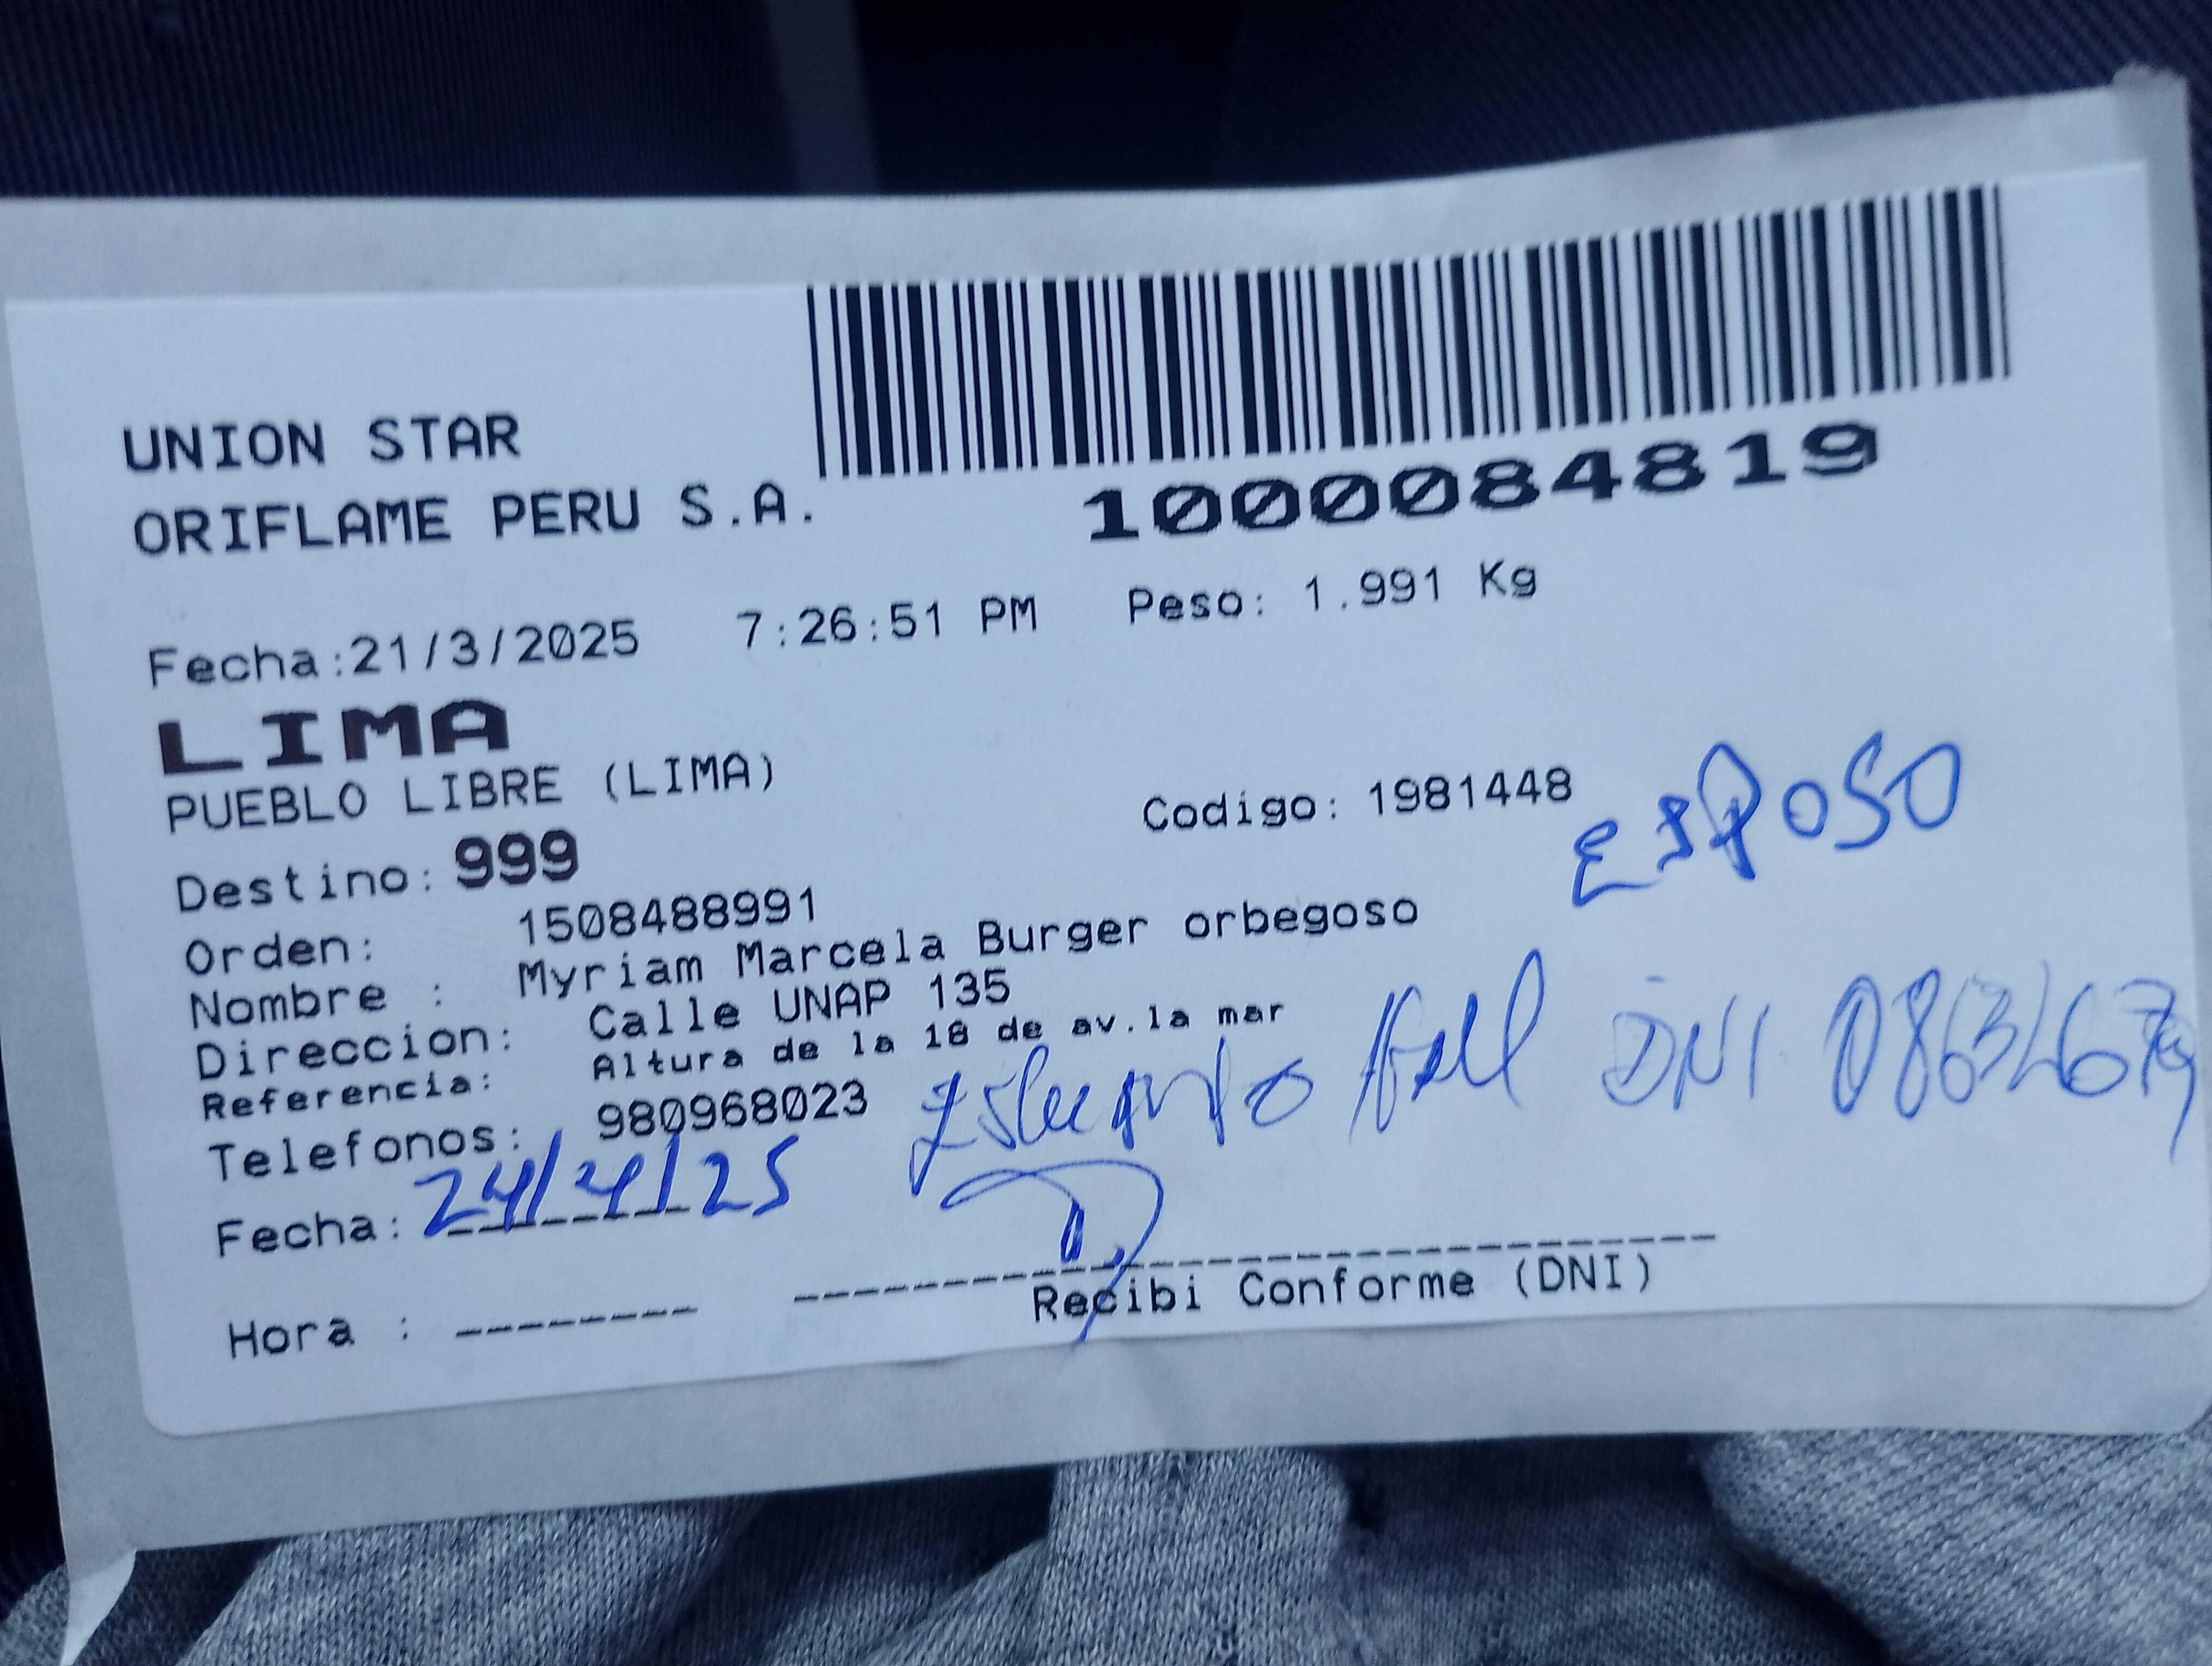 UNION STAR
ORIFLAME PERU S.A.
1000084819
Fecha:21/3/2025 7:26:51 PM Peso: 1.991 Kg
LIMA
PUEBLO LIBRE (LIMA)
Codigo: 1981448
ESPOSO
Destino: 999
Orden: 1508488991
Nombre : Myriam Marcela Burger orbegoso
Direccion: Calle UNAP 135
Referencia: Altura de la 18 de av.la mar
Telefonos: 980968023
DNI
Fecha: 24/4/25
Hora :
Recibi Conforme (DNI)